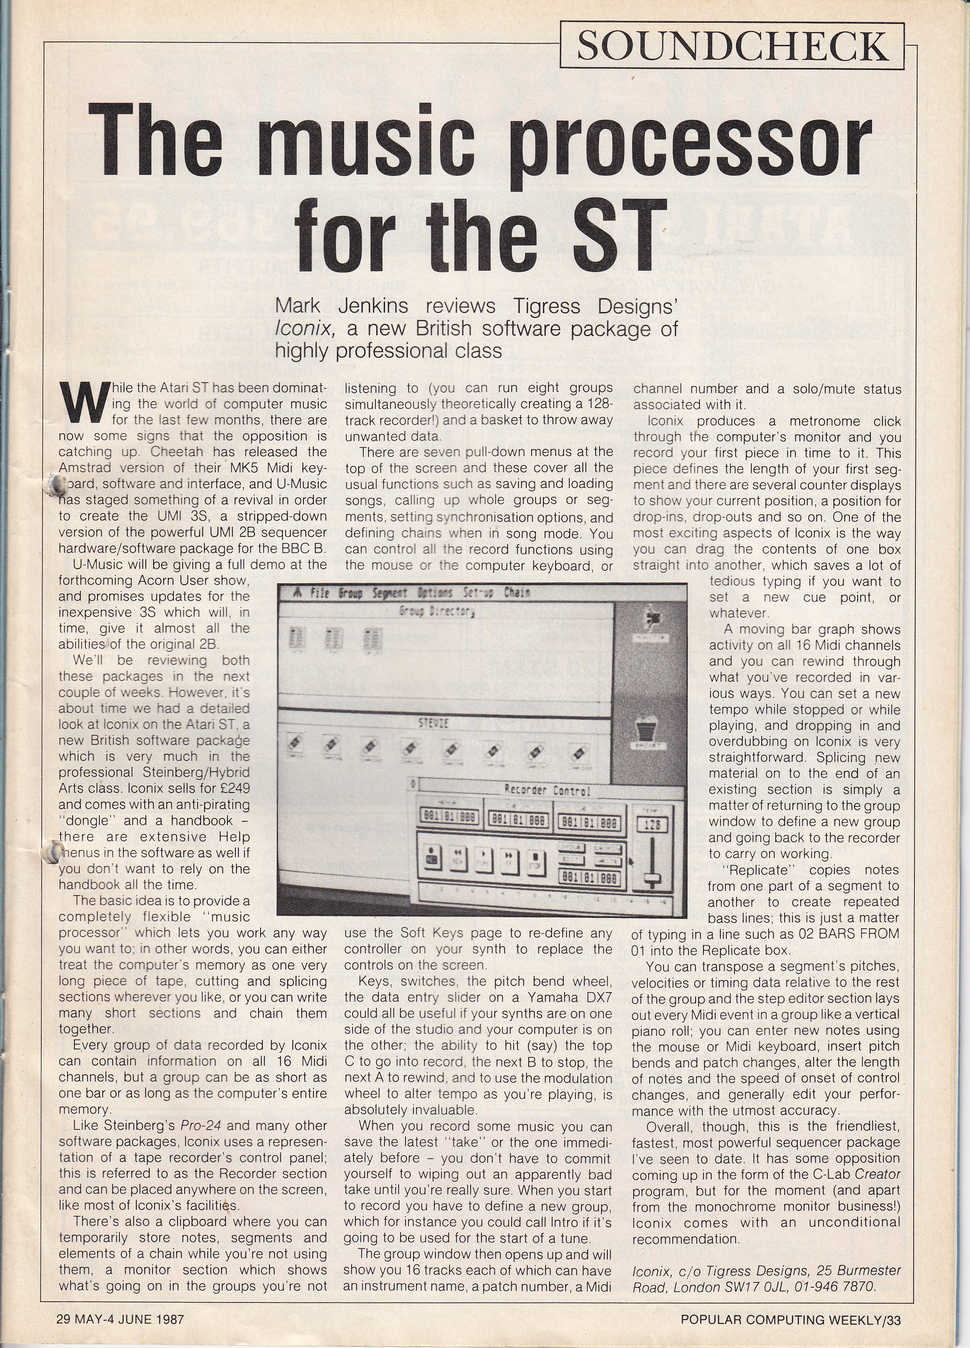 SOUNDCHECK
The music processor
for the ST
Mark Jenkins reviews Tigress Designs'
Iconix, a new British software package of
highly professional class
While the Atari ST has been dominat-
ing the world of computer music
for the last few months, there are
now some signs that the opposition is
catching up. Cheetah has released the
Amstrad version of their MK5 Midi key-
board, software and interface, and U-Music
has staged something of a revival in order
to create the UMI 3S, a stripped-down
version of the powerful UMI 2B sequencer
hardware/software package for the BBC B.
U-Music will be giving a full demo at the
forthcoming Acorn User show,
and promises updates for the
inexpensive 3S which will, in
time, give it almost all the
abilities of the original 2B.
We'll be reviewing both
these packages in the next
couple of weeks. However, it's
about time we had a detailed
look at Iconix on the Atari ST, a
new British software package
which is very much in the
professional Steinberg/Hybrid
Arts class. Iconix sells for £249
and comes with an anti-pirating
"dongle" and a handbook –
there are extensive Help
menus in the software as well if
you don't want to rely on the
handbook all the time.
The basic idea is to provide a
completely flexible "music
processor" which lets you work any way
you want to; in other words, you can either
treat the computer's memory as one very
long piece of tape, cutting and splicing
sections wherever you like, or you can write
many short sections and chain them
together.
Every group of data recorded by Iconix
can contain information on all 16 Midi
channels, but a group can be as short as
one bar or as long as the computer's entire
memory.
Like Steinberg's Pro-24 and many other
software packages, Iconix uses a represen-
tation of a tape recorder's control panel;
this is referred to as the Recorder section
and can be placed anywhere on the screen,
like most of Iconix's facilities.
There's also a clipboard where you can
temporarily store notes, segments and
elements of a chain while you're not using
them, a monitor section which shows
what's going on in the groups you're not
listening to (you can run eight groups
simultaneously theoretically creating a 128-
track recorder!) and a basket to throw away
unwanted data.
There are seven pull-down menus at the
top of the screen and these cover all the
usual functions such as saving and loading
songs, calling up whole groups or seg-
ments, setting synchronisation options, and
defining chains when in song mode. You
can control all the record functions using
the mouse or the computer keyboard, or
File Group Segment Options Set-up Chain
Group Directory
STEVIE
Recorder Control
001|01|000 001|01|000 001|01|000
128
001|01|000
use the Soft Keys page to re-define any
controller on your synth to replace the
controls on the screen.
Keys, switches, the pitch bend wheel,
the data entry slider on a Yamaha DX7
could all be useful if your synths are on one
side of the studio and your computer is on
the other; the ability to hit (say) the top
C to go into record, the next B to stop, the
next A to rewind, and to use the modulation
wheel to alter tempo as you're playing, is
absolutely invaluable.
When you record some music you can
save the latest "take" or the one immedi-
ately before – you don't have to commit
yourself to wiping out an apparently bad
take until you're really sure. When you start
to record you have to define a new group,
which for instance you could call Intro if it's
going to be used for the start of a tune.
The group window then opens up and will
show you 16 tracks each of which can have
an instrument name, a patch number, a Midi
channel number and a solo/mute status
associated with it.
Iconix produces a metronome click
through the computer's monitor and you
record your first piece in time to it. This
piece defines the length of your first seg-
ment and there are several counter displays
to show your current position, a position for
drop-ins, drop-outs and so on. One of the
most exciting aspects of Iconix is the way
you can drag the contents of one box
straight into another, which saves a lot of
tedious typing if you want to
set a new cue point, or
whatever.
A moving bar graph shows
activity on all 16 Midi channels
and you can rewind through
what you've recorded in var-
ious ways. You can set a new
tempo while stopped or while
playing, and dropping in and
overdubbing on Iconix is very
straightforward. Splicing new
material on to the end of an
existing section is simply a
matter of returning to the group
window to define a new group
and going back to the recorder
to carry on working.
"Replicate" copies notes
from one part of a segment to
another to create repeated
bass lines; this is just a matter
of typing in a line such as 02 BARS FROM
01 into the Replicate box.
You can transpose a segment's pitches,
velocities or timing data relative to the rest
of the group and the step editor section lays
out every Midi event in a group like a vertical
piano roll; you can enter new notes using
the mouse or Midi keyboard, insert pitch
bends and patch changes, alter the length
of notes and the speed of onset of control
changes, and generally edit your perfor-
mance with the utmost accuracy.
Overall, though, this is the friendliest,
fastest, most powerful sequencer package
I've seen to date. It has some opposition
coming up in the form of the C-Lab Creator
program, but for the moment (and apart
from the monochrome monitor business!)
Iconix comes with an unconditional
recommendation.
Iconix, c/o Tigress Designs, 25 Burmester
Road, London SW17 0JL, 01-946 7870.
29 MAY-4 JUNE 1987
POPULAR COMPUTING WEEKLY/33